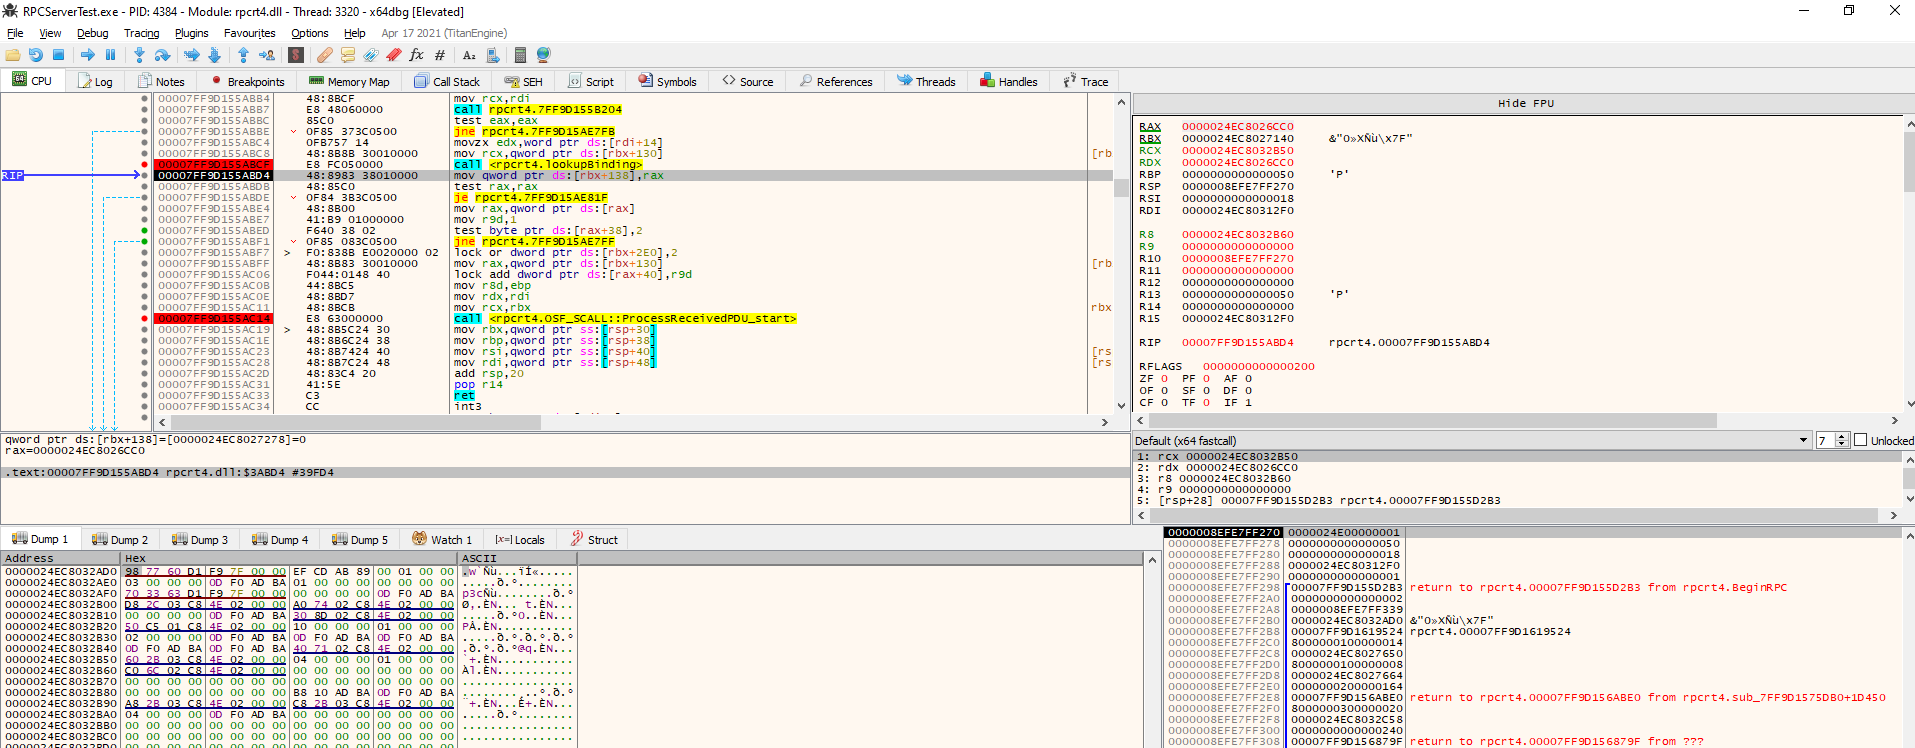 RPCServerTest.exe - PID: 4384 - Module: rpcrt4.dll - Thread: 3320 - x64dbg [Elevated]
File View Debug Tracing Plugins Favourites Options Help Apr 17 2021 (TitanEngine)
CPU Log Notes Breakpoints Memory Map Call Stack SEH Script Symbols Source References Threads Handles Trace
00007FF9D155ABB4 48:8BCF mov rcx,rdi
00007FF9D155ABB7 E8 48060000 call rpcrt4.7FF9D155B204
00007FF9D155ABBC 85C0 test eax,eax
00007FF9D155ABBE 0F85 373C0500 jne rpcrt4.7FF9D15AE7FB
00007FF9D155ABC4 0FB757 14 movzx edx,word ptr ds:[rdi+14]
00007FF9D155ABC8 48:8B8B 30010000 mov rcx,qword ptr ds:[rbx+130] [rb
00007FF9D155ABCF E8 FC050000 call <rpcrt4.lookupBinding>
RIP 00007FF9D155ABD4 48:8983 38010000 mov qword ptr ds:[rbx+138],rax
00007FF9D155ABDB 48:85C0 test rax,rax
00007FF9D155ABDE 0F84 3B3C0500 je rpcrt4.7FF9D15AE81F
00007FF9D155ABE4 48:8B00 mov rax,qword ptr ds:[rax]
00007FF9D155ABE7 41:B9 01000000 mov r9d,1
00007FF9D155ABED F640 38 02 test byte ptr ds:[rax+38],2
00007FF9D155ABF1 0F85 083C0500 jne rpcrt4.7FF9D15AE7FF
00007FF9D155ABF7 > F0:838B E0020000 02 lock or dword ptr ds:[rbx+2E0],2
00007FF9D155ABFF 48:8B83 30010000 mov rax,qword ptr ds:[rbx+130] [rb
00007FF9D155AC06 F044:0148 40 lock add dword ptr ds:[rax+40],r9d
00007FF9D155AC0B 44:8BC5 mov r8d,ebp
00007FF9D155AC0E 48:8BD7 mov rdx,rdi
00007FF9D155AC11 48:8BCB mov rcx,rbx rbx
00007FF9D155AC14 E8 63000000 call <rpcrt4.OSF_SCALL::ProcessReceivedPDU_start>
00007FF9D155AC19 > 48:8B5C24 30 mov rbx,qword ptr ss:[rsp+30]
00007FF9D155AC1E 48:8B6C24 38 mov rbp,qword ptr ss:[rsp+38]
00007FF9D155AC23 48:8B7424 40 mov rsi,qword ptr ss:[rsp+40] [rs
00007FF9D155AC28 48:8B7C24 48 mov rdi,qword ptr ss:[rsp+48] [rs
00007FF9D155AC2D 48:83C4 20 add rsp,20
00007FF9D155AC31 41:5E pop r14
00007FF9D155AC33 C3 ret
00007FF9D155AC34 CC int3
Hide FPU
RAX 0000024EC8026CC0
RBX 0000024EC8027140 &"O»XÑù\x7F"
RCX 0000024EC8032B50
RDX 0000024EC8026CC0
RBP 0000000000000050 'P'
RSP 0000008EFE7FF270
RSI 0000000000000018
RDI 0000024EC80312F0
R8 0000024EC8032B60
R9 0000000000000000
R10 0000008EFE7FF270
R11 0000000000000000
R12 0000000000000000
R13 0000000000000050 'P'
R14 0000000000000000
R15 0000024EC80312F0
RIP 00007FF9D155ABD4 rpcrt4.00007FF9D155ABD4
RFLAGS 0000000000000200
ZF 0 PF 0 AF 0
OF 0 SF 0 DF 0
CF 0 TF 0 IF 1
qword ptr ds:[rbx+138]=[0000024EC8027278]=0
rax=0000024EC8026CC0
.text:00007FF9D155ABD4 rpcrt4.dll:$3ABD4 #39FD4
Default (x64 fastcall) 7 Unlocked
1: rcx 0000024EC8032B50
2: rdx 0000024EC8026CC0
3: r8 0000024EC8032B60
4: r9 0000000000000000
5: [rsp+28] 00007FF9D155D2B3 rpcrt4.00007FF9D155D2B3
Dump 1 Dump 2 Dump 3 Dump 4 Dump 5 Watch 1 [x=] Locals Struct
Address Hex ASCII
0000024EC8032AD0 98 77 60 D1 F9 7F 00 00 EF CD AB 89 00 01 00 00 .w`Ñù...ïÍ«.....
0000024EC8032AE0 03 00 00 00 0D F0 AD BA 01 00 00 00 00 00 00 00 .....ð.º........
0000024EC8032AF0 70 33 63 D1 F9 7F 00 00 00 00 00 00 0D F0 AD BA p3cÑù........ð.º
0000024EC8032B00 D8 2C 03 C8 4E 02 00 00 A0 74 02 C8 4E 02 00 00 Ø,.ÈN... t.ÈN...
0000024EC8032B10 00 00 00 00 0D F0 AD BA 30 8D 02 C8 4E 02 00 00 .....ð.º0..ÈN...
0000024EC8032B20 50 C5 01 C8 4E 02 00 00 10 00 00 00 01 00 00 00 PÅ.ÈN...........
0000024EC8032B30 02 00 00 00 0D F0 AD BA 0D F0 AD BA 0D F0 AD BA .....ð.º.ð.º.ð.º
0000024EC8032B40 0D F0 AD BA 0D F0 AD BA 40 71 02 C8 4E 02 00 00 .ð.º.ð.º@q.ÈN...
0000024EC8032B50 60 2B 03 C8 4E 02 00 00 04 00 00 00 01 00 00 00 `+.ÈN...........
0000024EC8032B60 C0 6C 02 C8 4E 02 00 00 00 00 00 00 00 00 00 00 Àl.ÈN...........
0000024EC8032B70 00 00 00 00 00 00 00 00 00 00 00 00 00 00 00 00 ................
0000024EC8032B80 00 00 00 00 00 00 00 00 B8 10 AD BA 0D F0 AD BA ........¸..º.ð.º
0000024EC8032B90 A8 2B 03 C8 4E 02 00 00 C8 2B 03 C8 4E 02 00 00 ¨+.ÈN...È+.ÈN...
0000024EC8032BA0 04 00 00 00 0D F0 AD BA 00 00 00 00 00 00 00 00 .....ð.º........
0000024EC8032BB0 00 00 00 00 00 00 00 00 00 00 00 00 00 00 00 00 ................
0000024EC8032BC0 00 00 00 00 00 00 00 00 00 00 00 00 00 00 00 00 ................
0000008EFE7FF270 0000024E00000001
0000008EFE7FF278 0000000000000050
0000008EFE7FF280 0000000000000018
0000008EFE7FF288 0000024EC80312F0
0000008EFE7FF290 0000000000000001
0000008EFE7FF298 00007FF9D155D2B3 return to rpcrt4.00007FF9D155D2B3 from rpcrt4.BeginRPC
0000008EFE7FF2A0 0000000000000002
0000008EFE7FF2A8 0000008EFE7FF339
0000008EFE7FF2B0 0000024EC8032AD0 &"O»XÑù\x7F"
0000008EFE7FF2B8 00007FF9D1619524 rpcrt4.00007FF9D1619524
0000008EFE7FF2C0 8000000100000014
0000008EFE7FF2C8 0000024EC8027650
0000008EFE7FF2D0 8000000100000008
0000008EFE7FF2D8 0000024EC8027664
0000008EFE7FF2E0 0000000200000164
0000008EFE7FF2E8 00007FF9D156ABE0 return to rpcrt4.00007FF9D156ABE0 from rpcrt4.sub_7FF9D1575DB0+1D450
0000008EFE7FF2F0 8000000300000020
0000008EFE7FF2F8 0000024EC8032C58
0000008EFE7FF300 0000000000000240
0000008EFE7FF308 00007FF9D156879F return to rpcrt4.00007FF9D156879F from ???